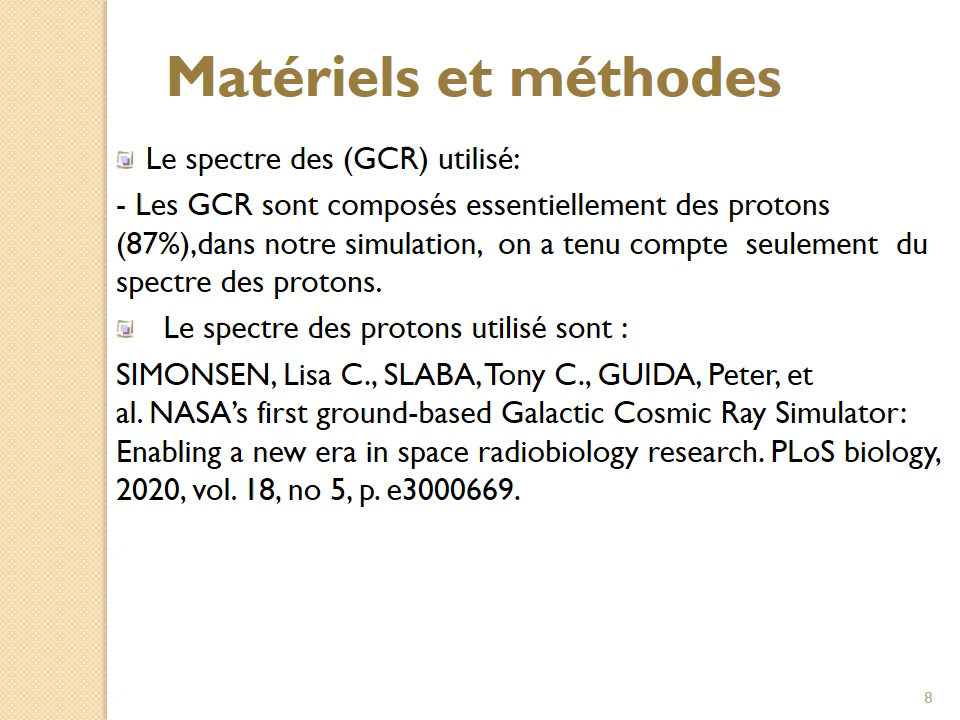 Matériels et méthodes
Le spectre des (GCR) utilisé:
- Les GCR sont composés essentiellement des protons
(87%),dans notre simulation, on a tenu compte seulement du
spectre des protons.
Le spectre des protons utilisé sont :
SIMONSEN, Lisa C., SLABA, Tony C., GUIDA, Peter, et
al. NASA’s first ground-based Galactic Cosmic Ray Simulator:
Enabling a new era in space radiobiology research. PLoS biology,
2020, vol. 18, no 5, p. e3000669.
8